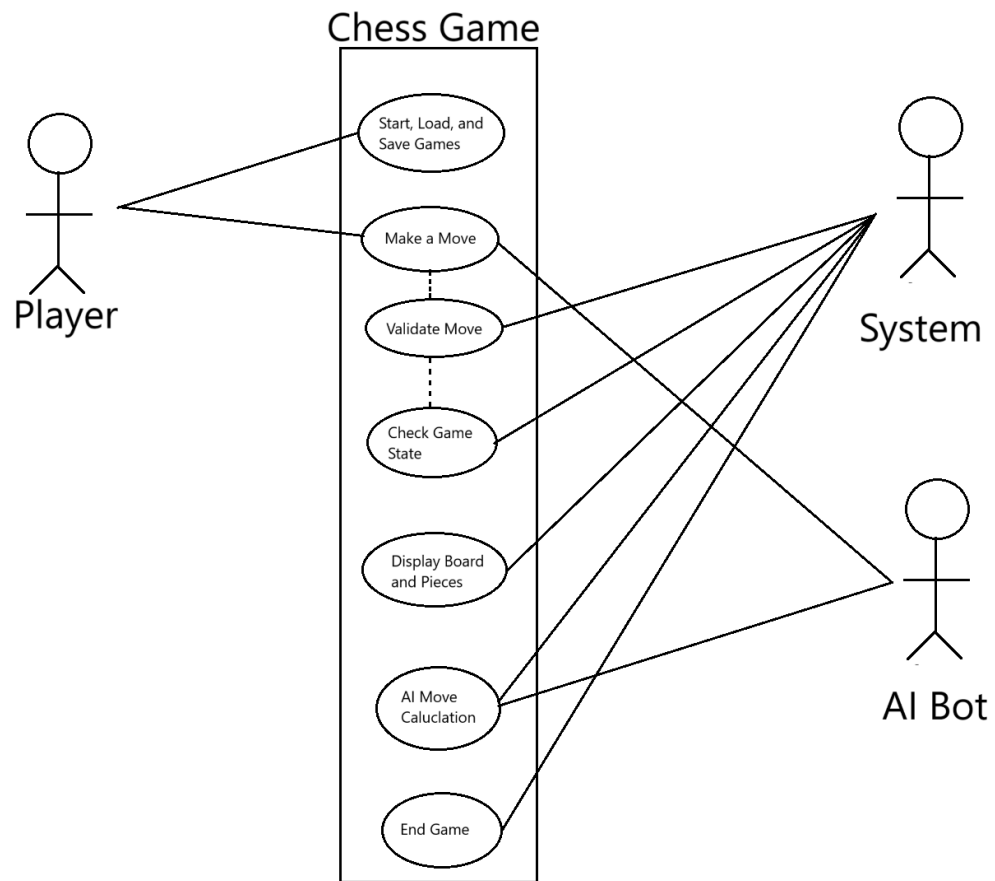 Chess Game
Start, Load, and
Save Games
Make a Move
Player
Validate Move
System
Check Game
State
Display Board
and Pieces
AI Move
Caluclation
AI Bot
End Game